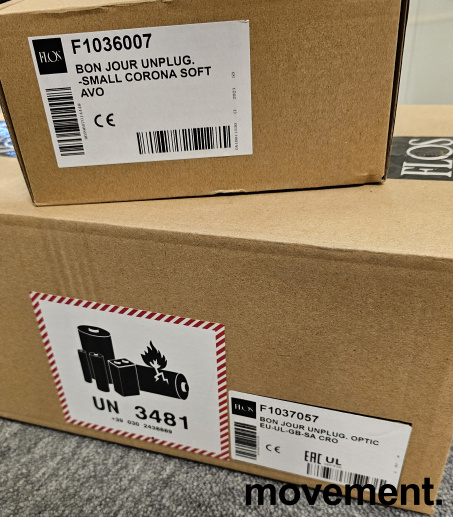 FLOS
F1036007
BON JOUR UNPLUG.
-SMALL CORONA SOFT
AVO
CE
FLOS
UN 3481
FLOS
F1037057
BON JOUR UNPLUG. OPTIC
EU-UL-GB-SA CRO
CE EAC UL
movement.